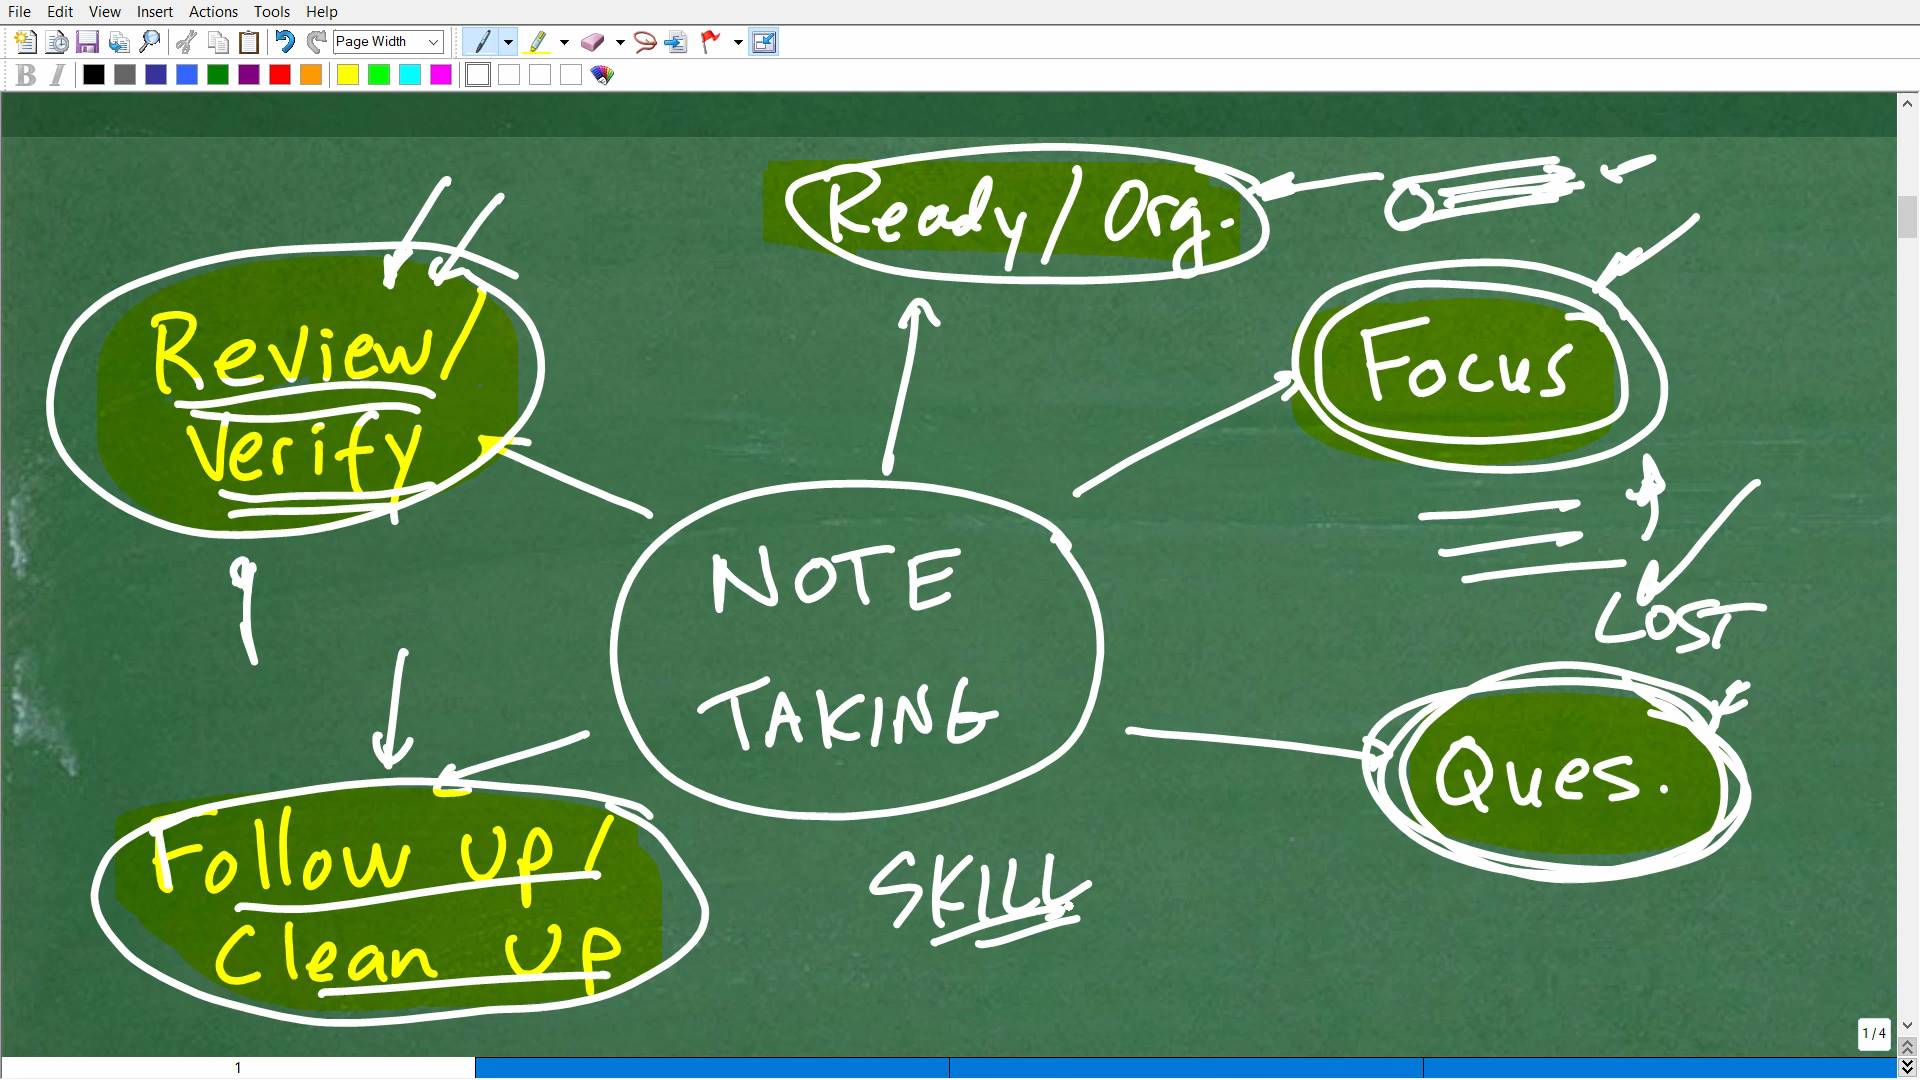 File Edit View Insert Actions Tools Help
Page Width
B I
Ready / Org.
Review /
Verify
Focus
NOTE
TAKING
LOST
Ques.
Follow up /
Clean up
SKILL
1 / 4
1